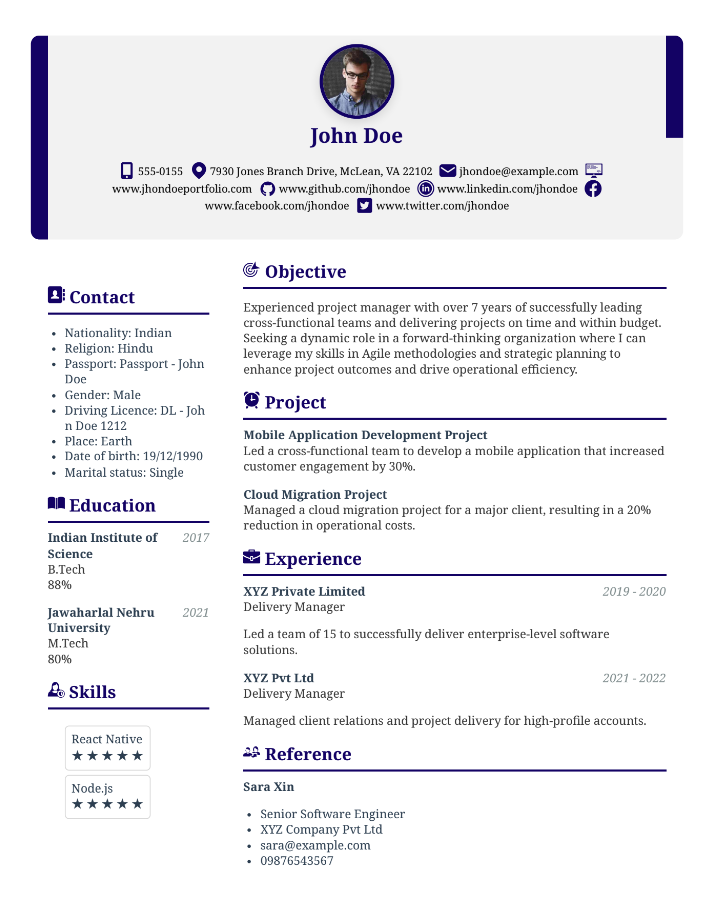 John Doe
555-0155 7930 Jones Branch Drive, McLean, VA 22102 jhondoe@example.com
www.jhondoeportfolio.com www.github.com/jhondoe www.linkedin.com/jhondoe
www.facebook.com/jhondoe www.twitter.com/jhondoe
Contact
Nationality: Indian
Religion: Hindu
Passport: Passport - John
Doe
Gender: Male
Driving Licence: DL - Joh
n Doe 1212
Place: Earth
Date of birth: 19/12/1990
Marital status: Single
Education
Indian Institute of 2017
Science
B.Tech
88%
Jawaharlal Nehru 2021
University
M.Tech
80%
Skills
React Native
★★★★★
Node.js
★★★★★
Objective
Experienced project manager with over 7 years of successfully leading
cross-functional teams and delivering projects on time and within budget.
Seeking a dynamic role in a forward-thinking organization where I can
leverage my skills in Agile methodologies and strategic planning to
enhance project outcomes and drive operational efficiency.
Project
Mobile Application Development Project
Led a cross-functional team to develop a mobile application that increased
customer engagement by 30%.
Cloud Migration Project
Managed a cloud migration project for a major client, resulting in a 20%
reduction in operational costs.
Experience
XYZ Private Limited 2019 - 2020
Delivery Manager
Led a team of 15 to successfully deliver enterprise-level software
solutions.
XYZ Pvt Ltd 2021 - 2022
Delivery Manager
Managed client relations and project delivery for high-profile accounts.
Reference
Sara Xin
Senior Software Engineer
XYZ Company Pvt Ltd
sara@example.com
09876543567